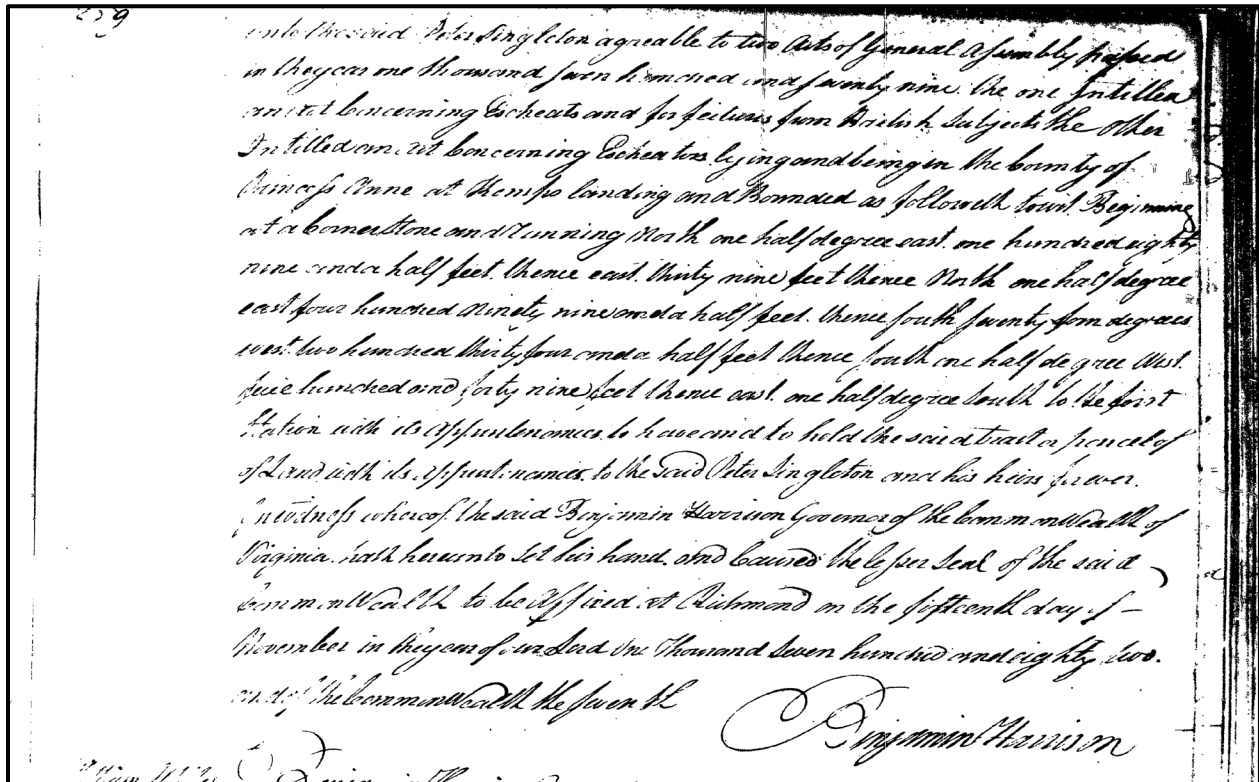 259
unto the said Peter Singleton agreable to two Acts of General Assembly passed
in the year one thousand seven hundred and seventy nine the one Intitled
an act Concerning Escheats and forfeitures from British Subjects the other
Intitled an act Concerning Escheators lying and being in the County of
Princess Anne at Kemps landing and Bounded as followeth towit Beginning
at a Corner Stone and Running North one half degree east one hundred eighty
nine and a half feet thence east thirty nine feet thence North one half degree
east four hundred Ninety nine and a half feet thence South Seventy four degrees
west two hundred thirty four and a half feet thence South one half degree West
five hundred and forty nine feet thence east one half degree South to the first
Station with its appurtenances to have and to hold the said tract or parcel of
of Land with its appurtenances to the said Peter Singleton and his heirs forever
In witness whereof the said Benjamin Harrison Governor of the CommonWealth of
Virginia hath hereunto Set his hand and Caused the lesser Seal of the said
CommonWealth to be Affixed at Richmond on the fifteenth day of
November in the year of our Lord One Thousand Seven hundred and eighty two
and of the CommonWealth the Seventh
Benjamin Harrison